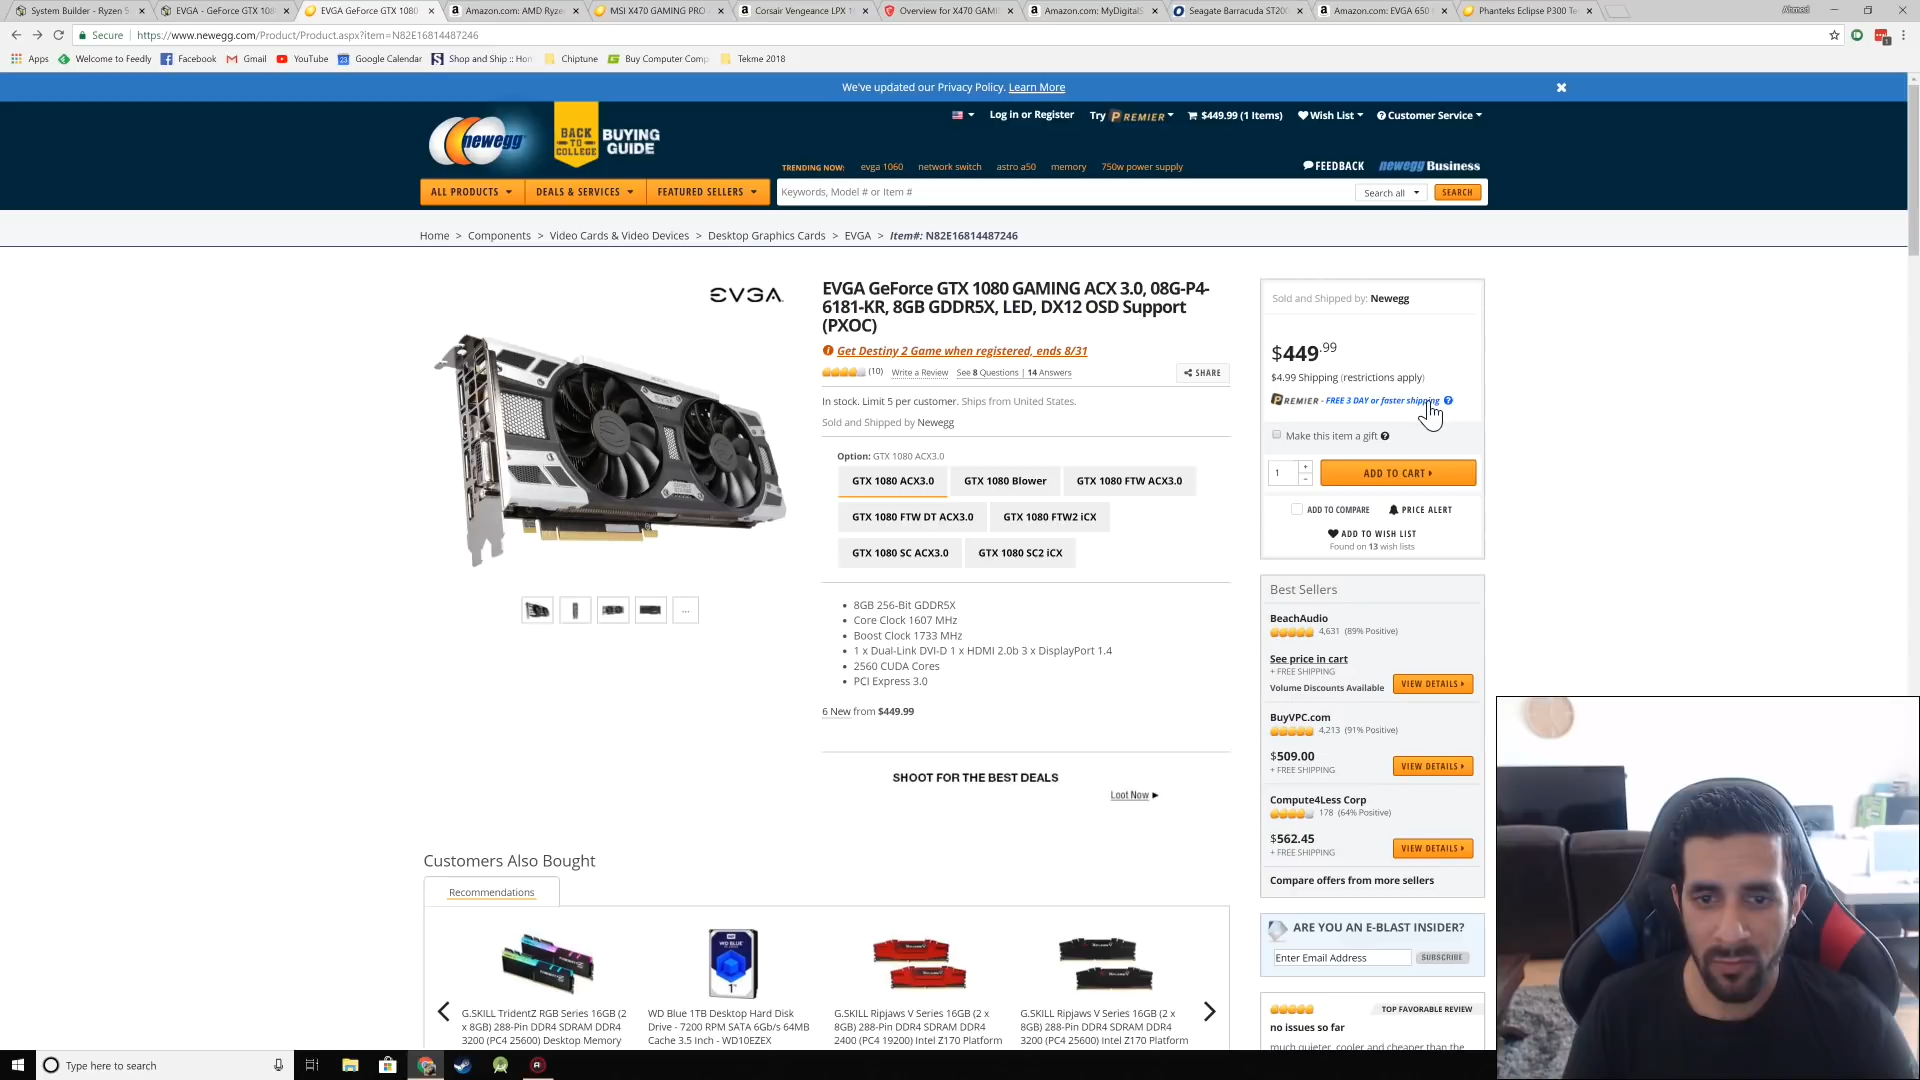 System Builder - Ryzen 5
EVGA - GeForce GTX 108
EVGA GeForce GTX 1080
Amazon.com: AMD Ryze
MSI X470 GAMING PRO
Corsair Vengeance LPX 1
Overview for X470 GAMI
Amazon.com: MyDigitalS
Seagate Barracuda ST200
Amazon.com: EVGA 650
Phanteks Eclipse P300 Te
Ahmed
Secure
https://www.newegg.com/Product/Product.aspx?item=N82E16814487246
Apps
Welcome to Feedly
Facebook
Gmail
YouTube
Google Calendar
Shop and Ship :: Hom
Chiptune
Buy Computer Comp
Tekme 2018
We've updated our Privacy Policy. Learn More
newegg
BACK TO COLLEGE
BUYING GUIDE
Log in or Register
Try PREMIER
$449.99 (1 Items)
Wish List
Customer Service
TRENDING NOW: evga 1060 network switch astro a50 memory 750w power supply
FEEDBACK
newegg Business
ALL PRODUCTS
DEALS & SERVICES
FEATURED SELLERS
Keywords, Model # or Item #
Search all
SEARCH
Home > Components > Video Cards & Video Devices > Desktop Graphics Cards > EVGA > Item#: N82E16814487246
EVGA
EVGA GeForce GTX 1080 GAMING ACX 3.0, 08G-P4-
6181-KR, 8GB GDDR5X, LED, DX12 OSD Support
(PXOC)
Get Destiny 2 Game when registered, ends 8/31
(10) Write a Review See 8 Questions | 14 Answers
SHARE
In stock. Limit 5 per customer. Ships from United States.
Sold and Shipped by Newegg
Option: GTX 1080 ACX3.0
GTX 1080 ACX3.0
GTX 1080 Blower
GTX 1080 FTW ACX3.0
GTX 1080 FTW DT ACX3.0
GTX 1080 FTW2 iCX
GTX 1080 SC ACX3.0
GTX 1080 SC2 iCX
8GB 256-Bit GDDR5X
Core Clock 1607 MHz
Boost Clock 1733 MHz
1 x Dual-Link DVI-D 1 x HDMI 2.0b 3 x DisplayPort 1.4
2560 CUDA Cores
PCI Express 3.0
6 New from $449.99
SHOOT FOR THE BEST DEALS
Loot Now
Sold and Shipped by: Newegg
$449.99
$4.99 Shipping (restrictions apply)
PREMIER - FREE 3 DAY or faster shipping
Make this item a gift
1
ADD TO CART
ADD TO COMPARE
PRICE ALERT
ADD TO WISH LIST
Found on 13 wish lists
Best Sellers
BeachAudio
4,631 (89% Positive)
See price in cart
+ FREE SHIPPING
Volume Discounts Available
VIEW DETAILS
BuyVPC.com
4,213 (91% Positive)
$509.00
+ FREE SHIPPING
VIEW DETAILS
Compute4Less Corp
178 (64% Positive)
$562.45
+ FREE SHIPPING
VIEW DETAILS
Compare offers from more sellers
ARE YOU AN E-BLAST INSIDER?
Enter Email Address
SUBSCRIBE
TOP FAVORABLE REVIEW
no issues so far
much quieter, cooler and cheaper than the
Customers Also Bought
Recommendations
G.SKILL TridentZ RGB Series 16GB (2
x 8GB) 288-Pin DDR4 SDRAM DDR4
3200 (PC4 25600) Desktop Memory
WD Blue 1TB Desktop Hard Disk
Drive - 7200 RPM SATA 6Gb/s 64MB
Cache 3.5 Inch - WD10EZEX
G.SKILL Ripjaws V Series 16GB (2 x
8GB) 288-Pin DDR4 SDRAM DDR4
2400 (PC4 19200) Intel Z170 Platform
G.SKILL Ripjaws V Series 16GB (2 x
8GB) 288-Pin DDR4 SDRAM DDR4
3200 (PC4 25600) Intel Z170 Platform
Type here to search